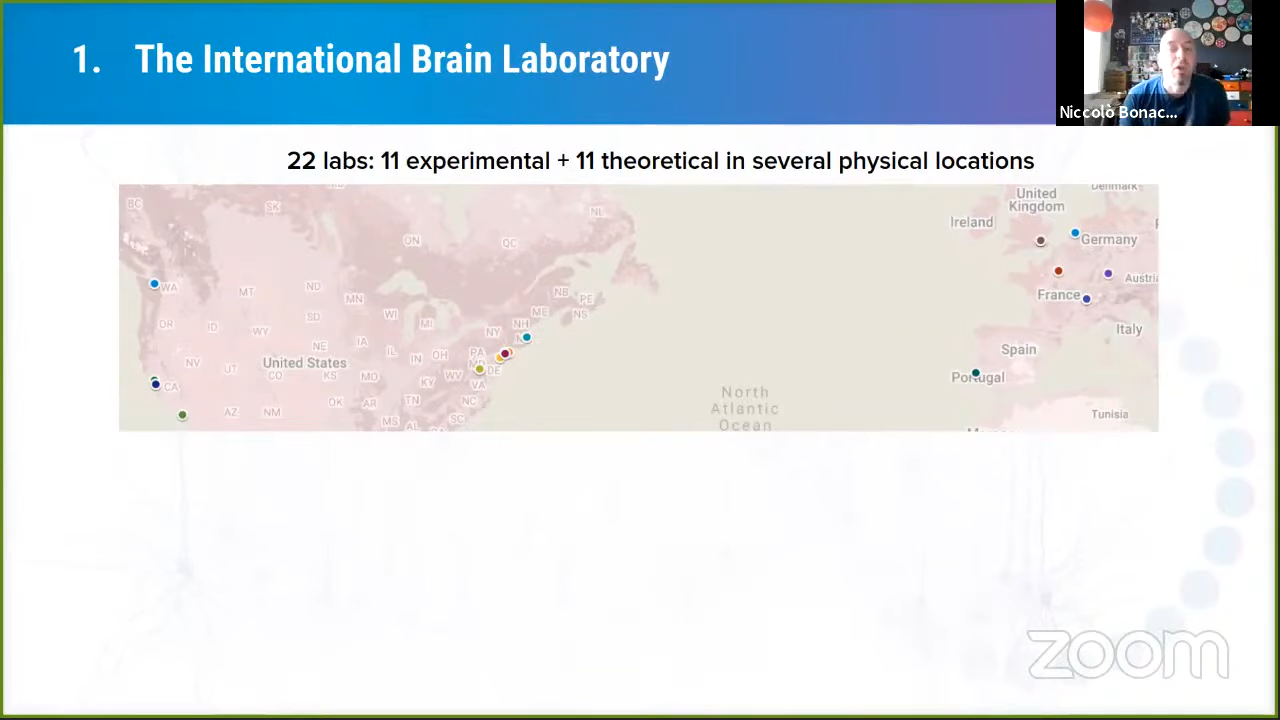 1. The International Brain Laboratory
Niccolò Bonac...
22 labs: 11 experimental + 11 theoretical in several physical locations
BC
SK
NL
ON
QC
WA
MT
ND
MN
NB
PE
OR
ID
SD
WI
ME
NS
WY
MI
NH
NY
NE
IA
NV
United States
IL
IN
OH
PA
UT
CO
KS
MO
WV
DE
CA
KY
VA
AZ
NM
OK
AR
TN
NC
MS
AL
SC
North
Atlantic
Ocean
United
Kingdom
Denmark
Ireland
Germany
Austria
France
Italy
Spain
Portugal
Tunisia
zoom